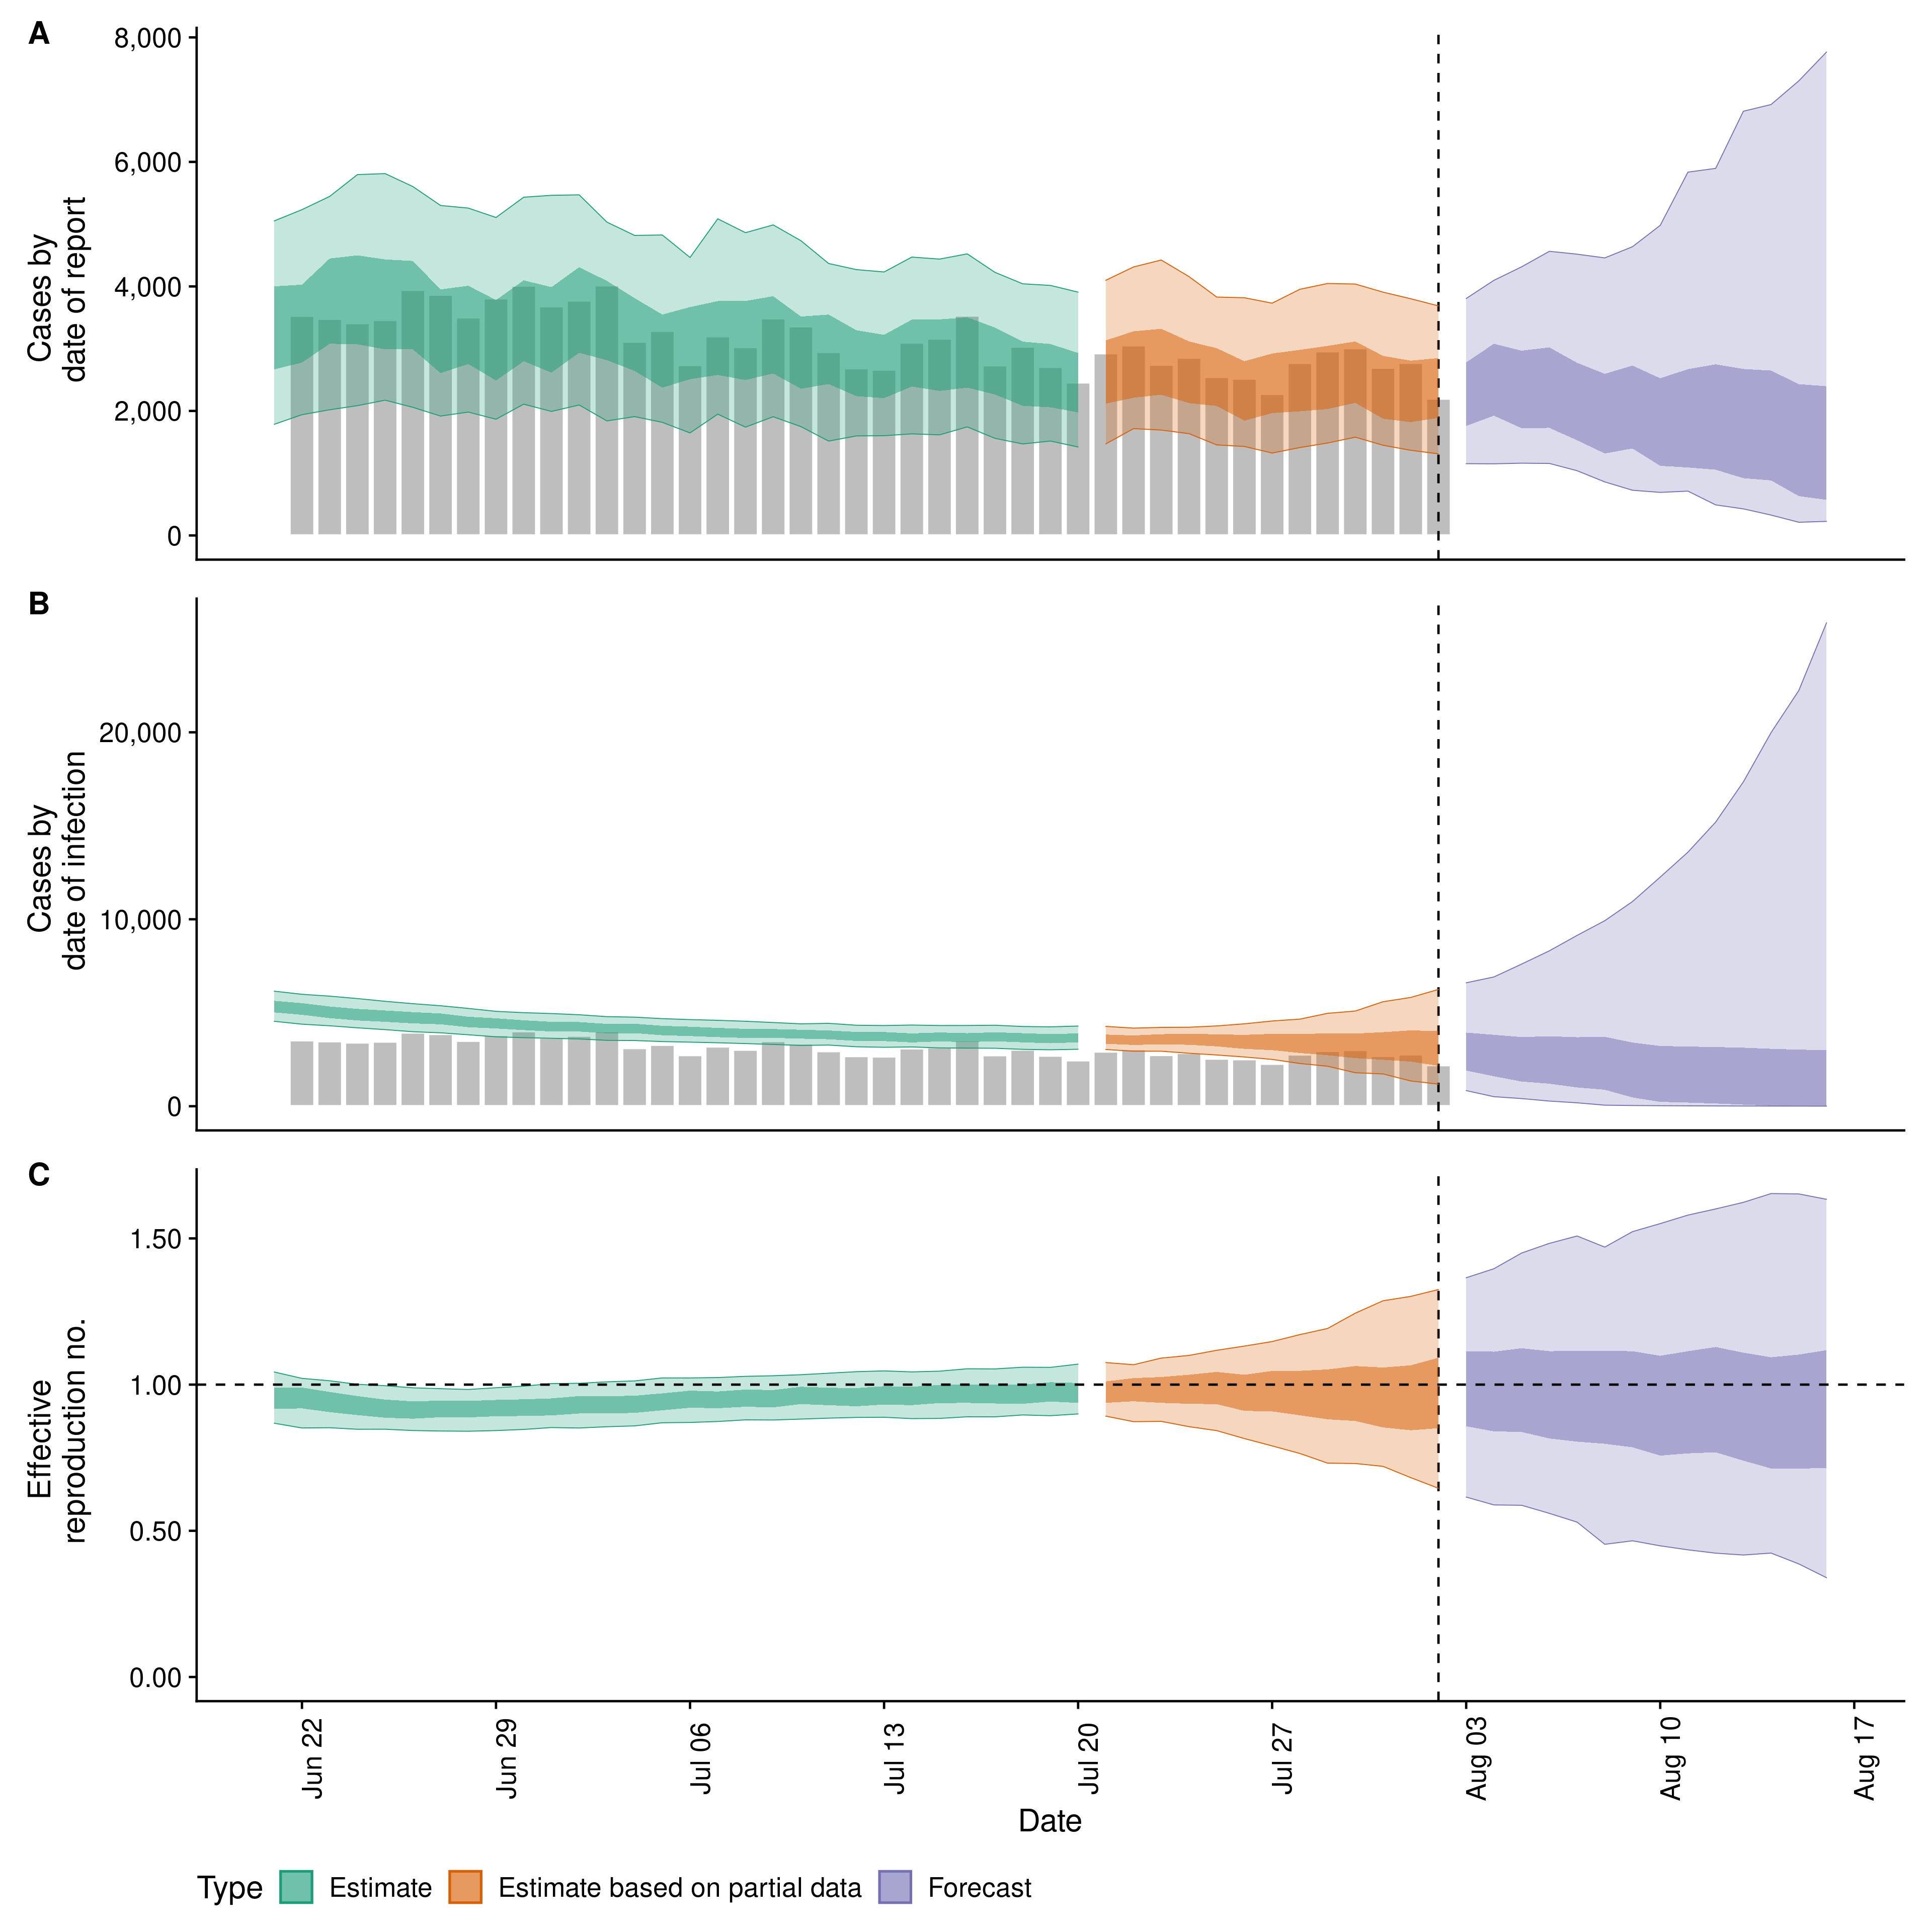 A
8,000
6,000
4,000
2,000
0
Cases by
date of report
B
20,000
10,000
0
Cases by
date of infection
C
1.50
1.00
0.50
0.00
Effective
reproduction no.
Jun 22
Jun 29
Jul 06
Jul 13
Jul 20
Jul 27
Aug 03
Aug 10
Aug 17
Date
Type Estimate Estimate based on partial data Forecast